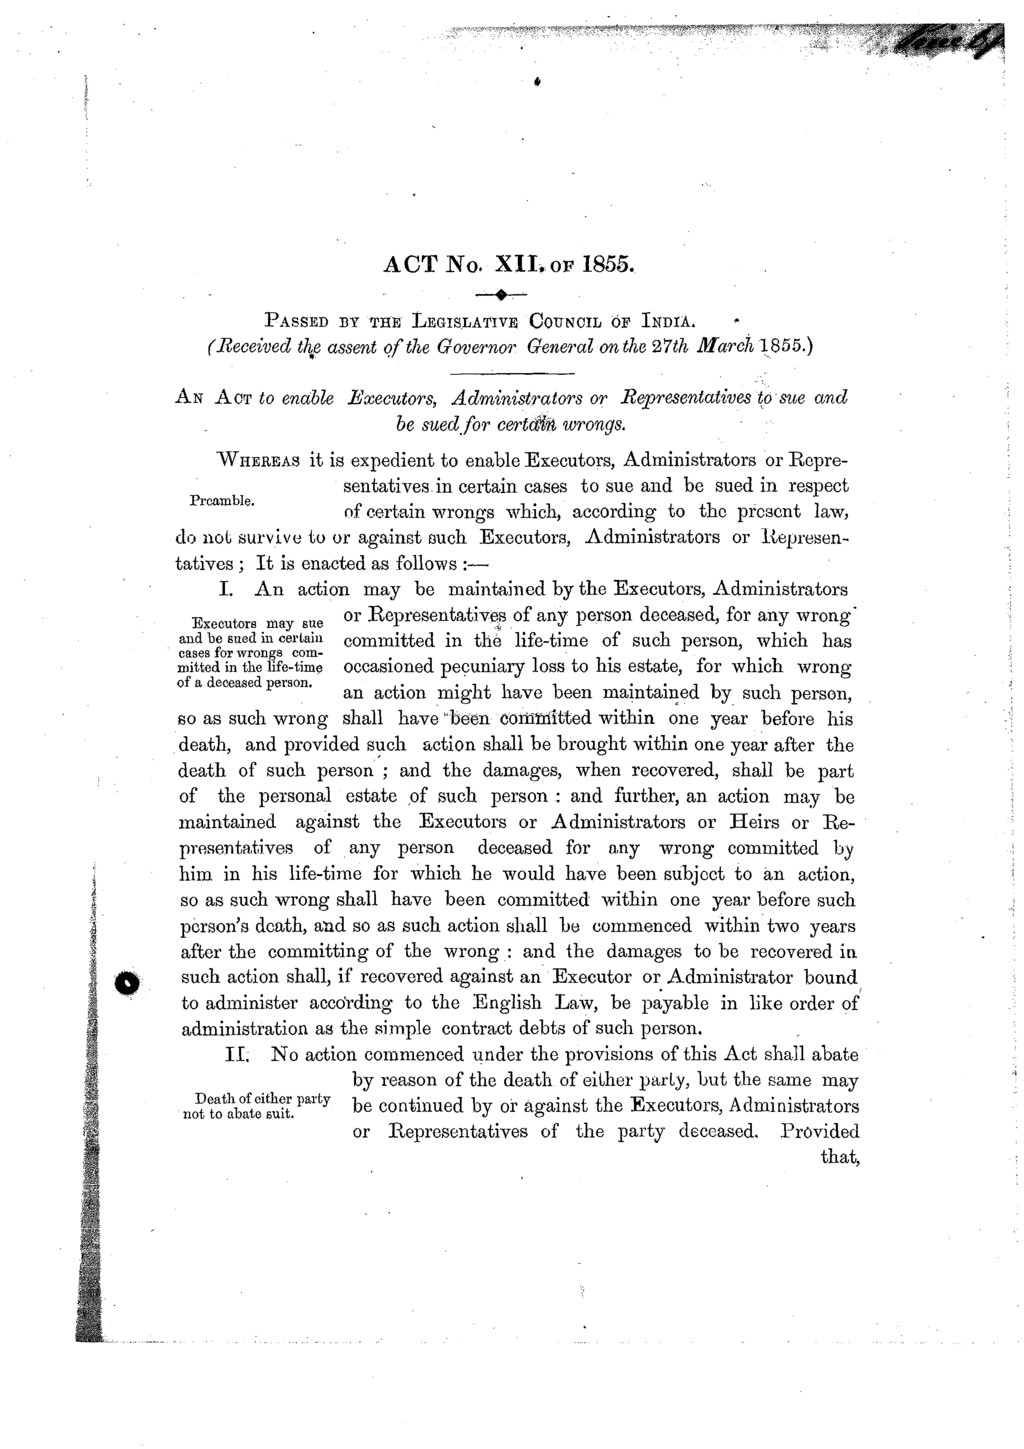 ACT No. XII. OF 1855.
PASSED BY THE LEGISLATIVE COUNCIL OF INDIA.
(Received the assent of the Governor General on the 27th March 1855.)
AN ACT to enable Executors, Administrators or Representatives to sue and
be sued for certain wrongs.
WHEREAS it is expedient to enable Executors, Administrators or Repre-
Preamble.
sentatives in certain cases to sue and be sued in respect
of certain wrongs which, according to the present law,
do not survive to or against such Executors, Administrators or Represen-
tatives ; It is enacted as follows :—
I. An action may be maintained by the Executors, Administrators
Executors may sue
and be sued in certain
cases for wrongs com-
mitted in the life-time
of a deceased person.
or Representatives of any person deceased, for any wrong
committed in the life-time of such person, which has
occasioned pecuniary loss to his estate, for which wrong
an action might have been maintained by such person,
so as such wrong shall have been committed within one year before his
death, and provided such action shall be brought within one year after the
death of such person ; and the damages, when recovered, shall be part
of the personal estate of such person : and further, an action may be
maintained against the Executors or Administrators or Heirs or Re-
presentatives of any person deceased for any wrong committed by
him in his life-time for which he would have been subject to an action,
so as such wrong shall have been committed within one year before such
person's death, and so as such action shall be commenced within two years
after the committing of the wrong : and the damages to be recovered in
such action shall, if recovered against an Executor or Administrator bound
to administer according to the English Law, be payable in like order of
administration as the simple contract debts of such person.
II. No action commenced under the provisions of this Act shall abate
Death of either party
not to abate suit.
by reason of the death of either party, but the same may
be continued by or against the Executors, Administrators
or Representatives of the party deceased. Provided
that,